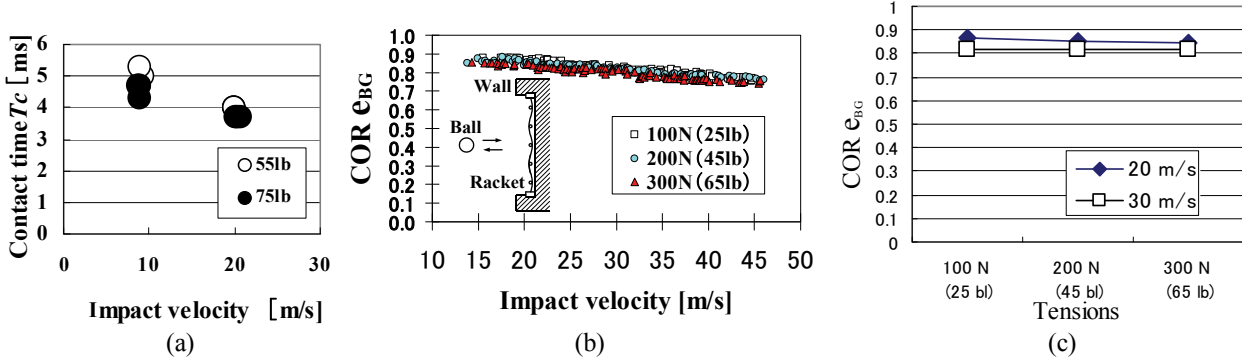 Contact time Tc [ms]
6
5
4
3
2
1
0
55lb
75lb
0 10 20 30
Impact velocity [m/s]
(a)
COR eBG
1.0
0.9
0.8
0.7
0.6
0.5
0.4
0.3
0.2
0.1
0.0
Wall
Ball
Racket
100N (25lb)
200N (45lb)
300N (65lb)
10 15 20 25 30 35 40 45 50
Impact velocity [m/s]
(b)
COR eBG
1
0.9
0.8
0.7
0.6
0.5
0.4
0.3
0.2
0.1
0
20 m/s
30 m/s
100 N 200 N 300 N
(25 bl) (45 bl) (65 lb)
Tensions
(c)